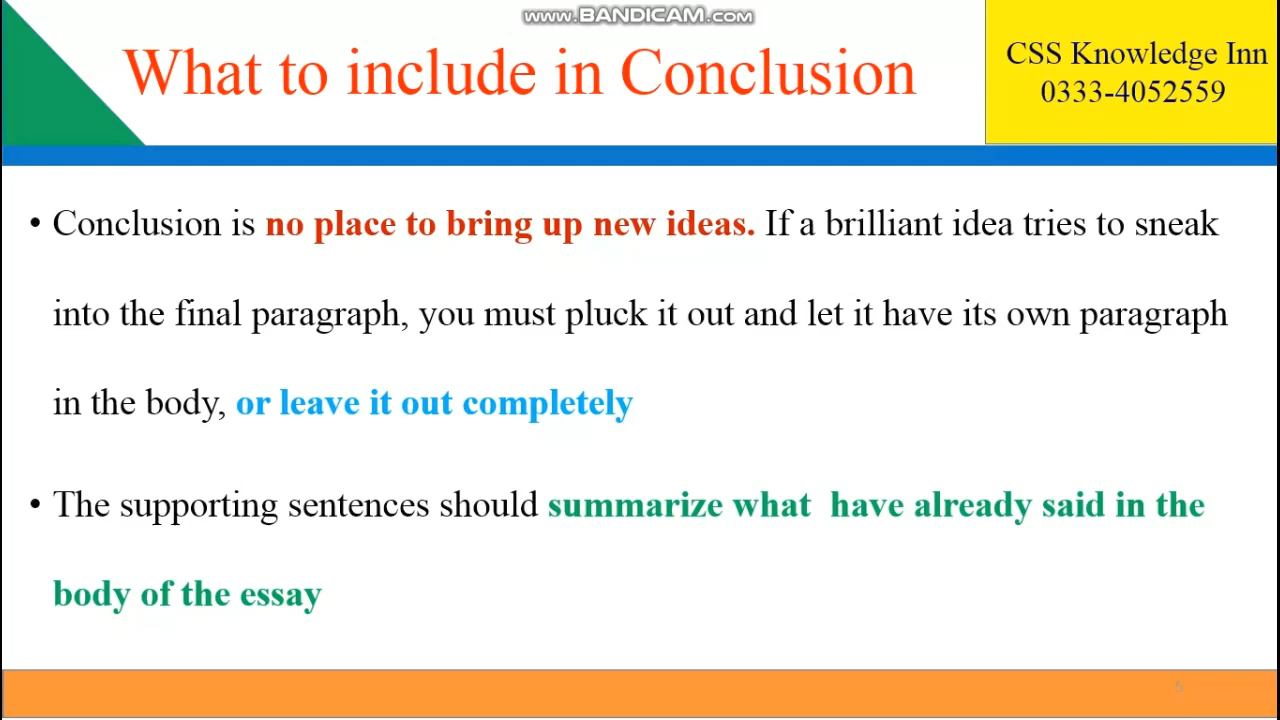 www.BANDICAM.com
What to include in Conclusion
CSS Knowledge Inn
0333-4052559
• Conclusion is no place to bring up new ideas. If a brilliant idea tries to sneak
into the final paragraph, you must pluck it out and let it have its own paragraph
in the body, or leave it out completely
• The supporting sentences should summarize what have already said in the
body of the essay
5